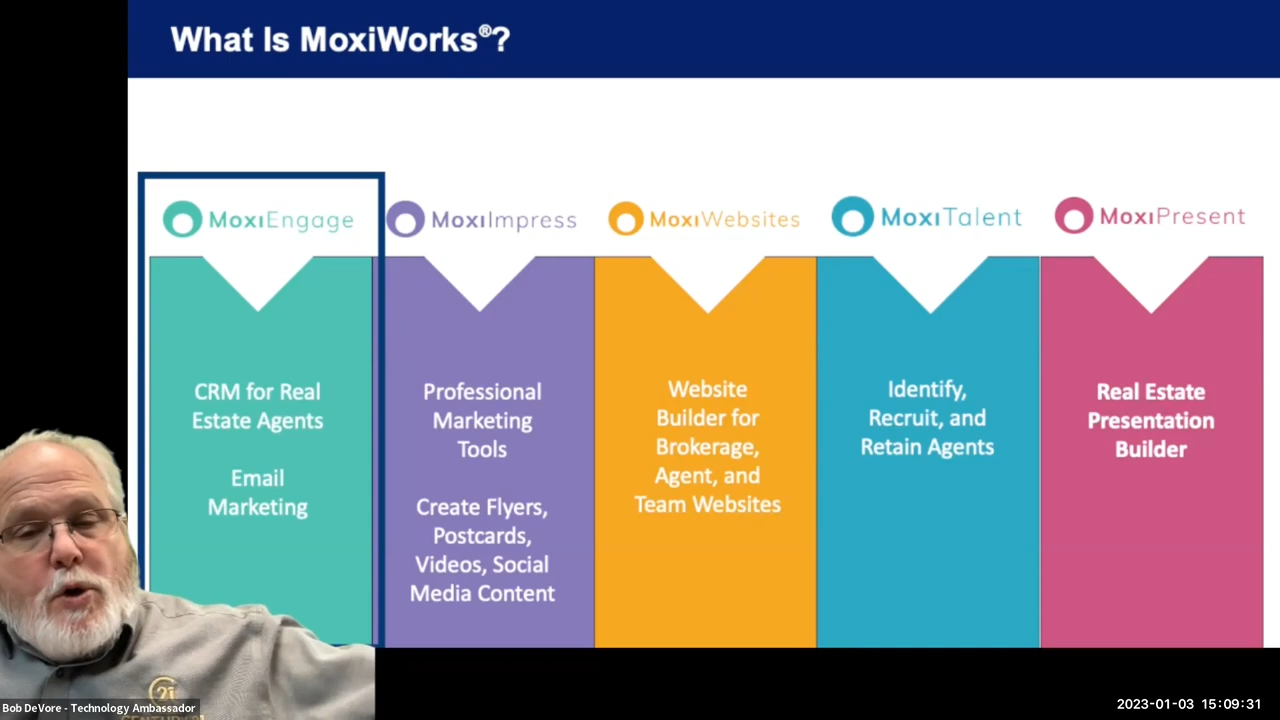 What Is MoxiWorks®?
MoxiEngage
MoxiImpress
MoxiWebsites
MoxiTalent
MoxiPresent
CRM for Real
Estate Agents
Email
Marketing
Professional
Marketing
Tools
Create Flyers,
Postcards,
Videos, Social
Media Content
Website
Builder for
Brokerage,
Agent, and
Team Websites
Identify,
Recruit, and
Retain Agents
Real Estate
Presentation
Builder
21
Bob DeVore - Technology Ambassador
2023-01-03 15:09:31